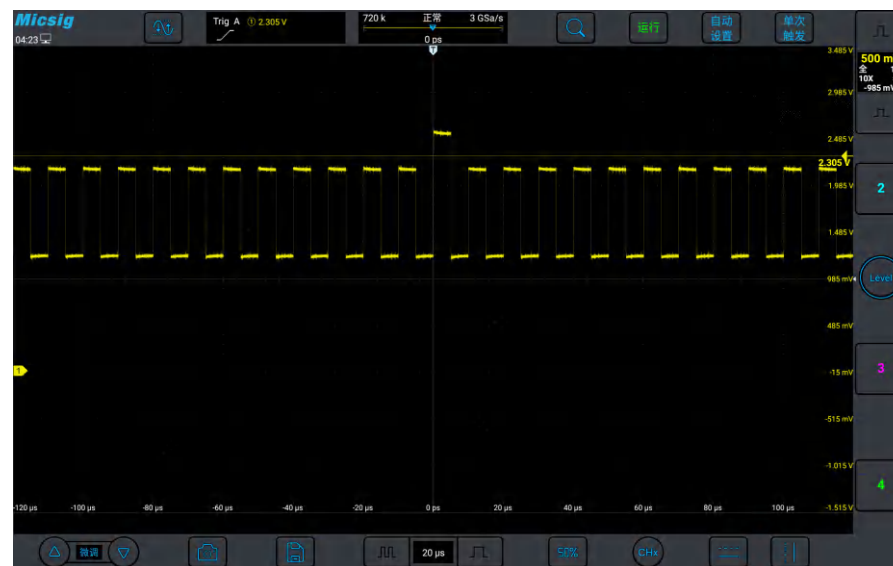 Micsig
04:23
Trig A ① 2.305 V
720 k 正常 3 GSa/s
0 ps
运行
自动
设置
单次
触发
T
3.485 V
500 m
全 1
10X
-985 mV
2.985 V
2.485 V
2.305 V
1.985 V
2
1.485 V
985 mV
Level
485 mV
1
-15 mV
3
-515 mV
-1.015 V
4
-120 µs -100 µs -80 µs -60 µs -40 µs -20 µs 0 ps 20 µs 40 µs 60 µs 80 µs 100 µs -1.515 V
微调
20 µs
50%
CHx